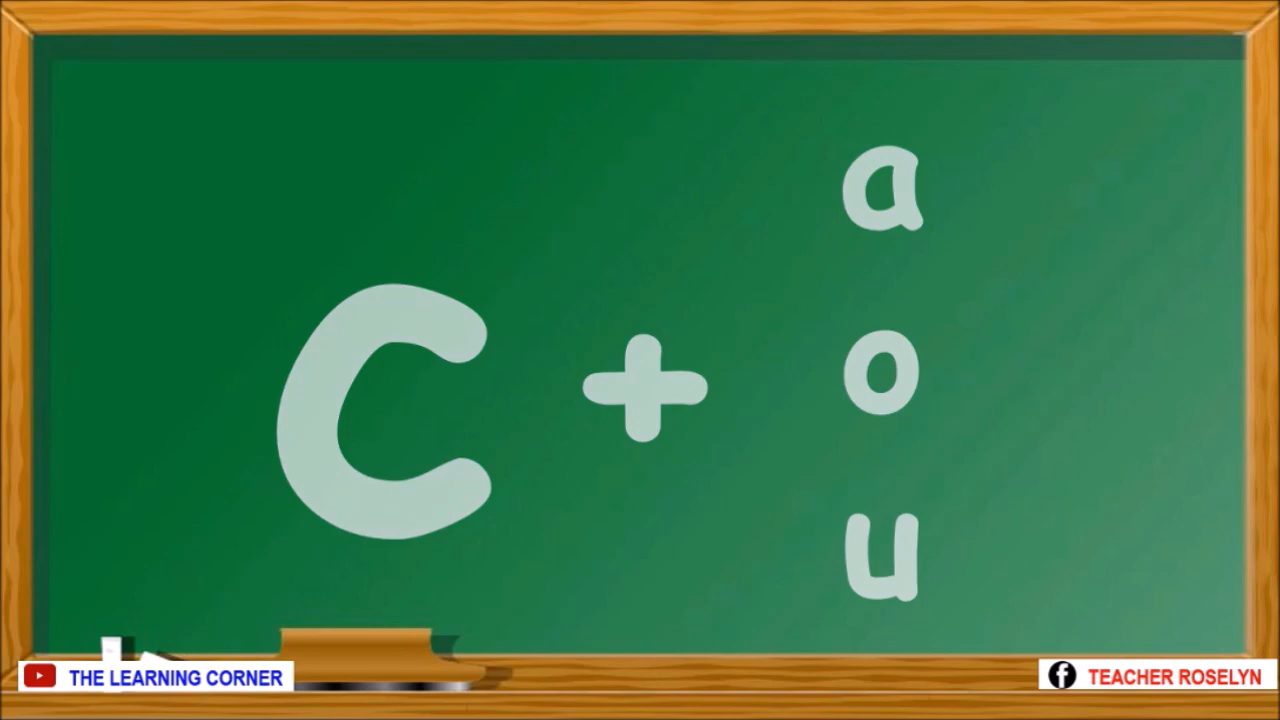 a
C + o
u
THE LEARNING CORNER
TEACHER ROSELYN